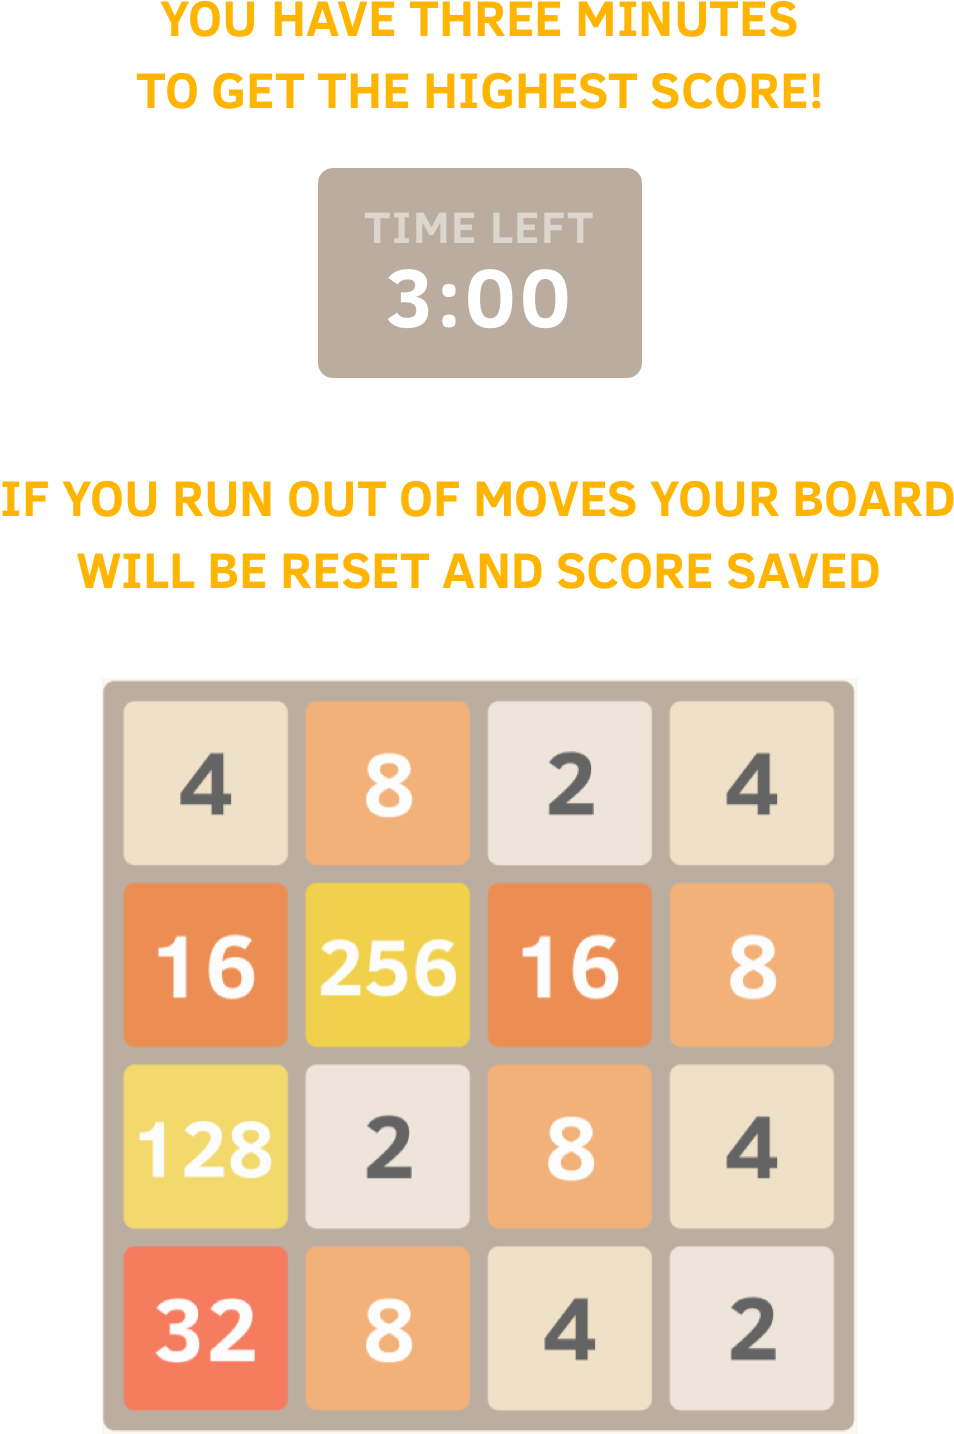 YOU HAVE THREE MINUTES
TO GET THE HIGHEST SCORE!
TIME LEFT
3:00
IF YOU RUN OUT OF MOVES YOUR BOARD
WILL BE RESET AND SCORE SAVED
4 8 2 4
16 256 16 8
128 2 8 4
32 8 4 2